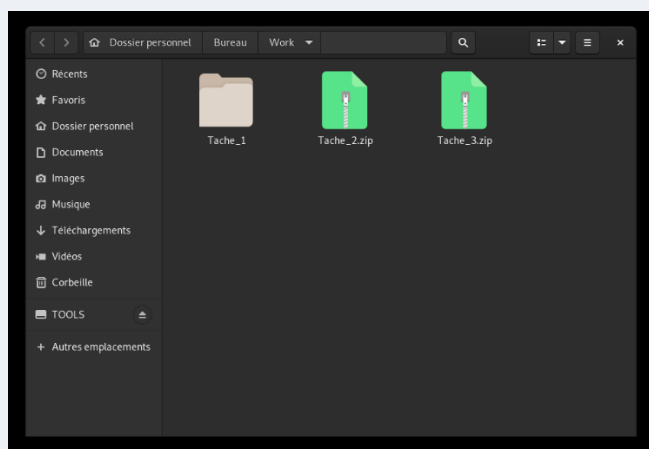 Dossier personnel Bureau Work
Récents
Favoris
Dossier personnel
Documents
Images
Musique
Téléchargements
Vidéos
Corbeille
TOOLS
+ Autres emplacements
Tache_1 Tache_2.zip Tache_3.zip